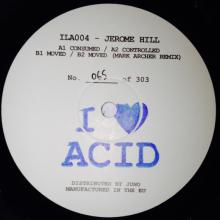 ILA004 - JEROME HILL
A1 CONSUMED / A2 CONTROLLED
B1 MOVED / B2 MOVED (MARK ARCHER REMIX)
No. 065 of 303
I
ACID
DISTRIBUTED BY JUNO
MANUFACTURED IN THE EU